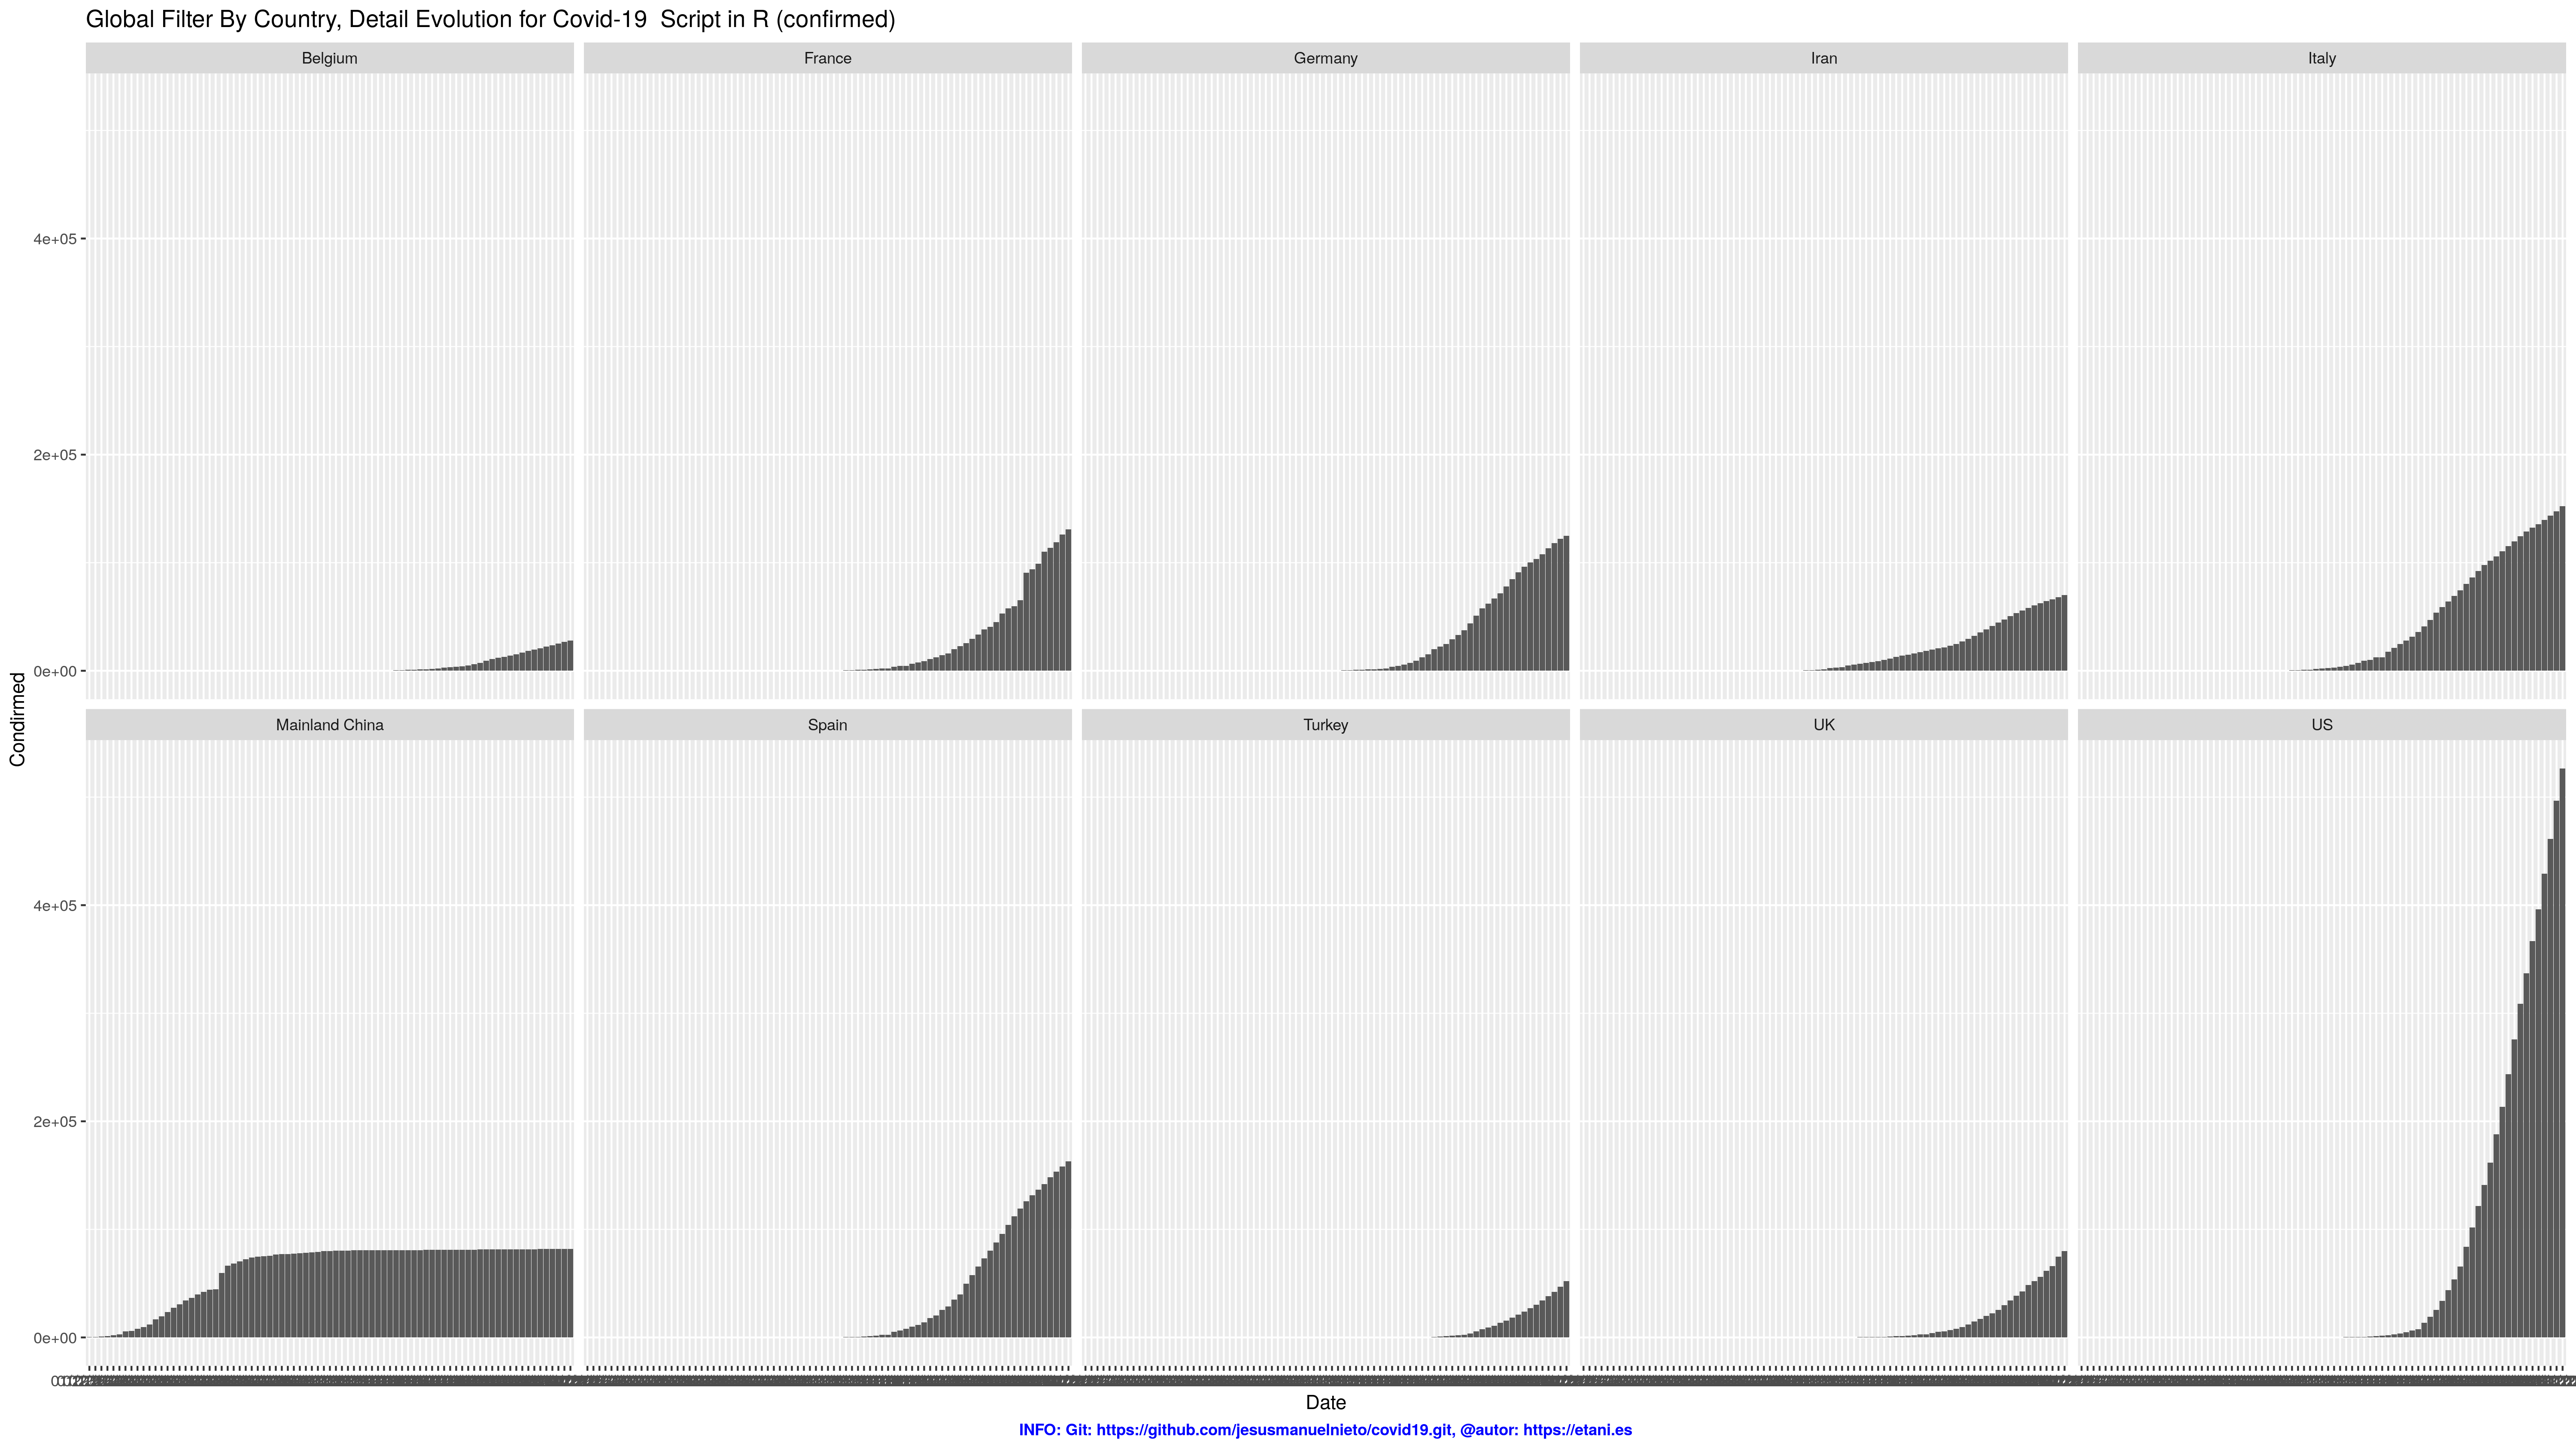 Global Filter By Country, Detail Evolution for Covid-19  Script in R (confirmed)
Belgium France Germany Iran Italy
4e+05
2e+05
0e+00
Condirmed
Mainland China Spain Turkey UK US
4e+05
2e+05
0e+00
Date
INFO: Git: https://github.com/jesusmanuelnieto/covid19.git, @autor: https://etani.es